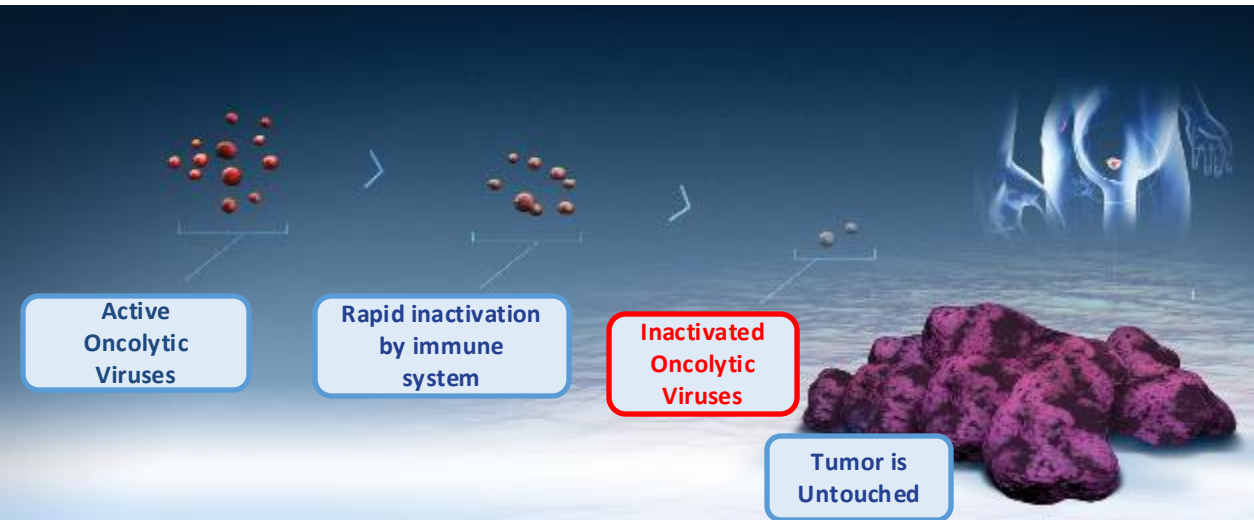 Active
Oncolytic
Viruses
Rapid inactivation
by immune
system
Inactivated
Oncolytic
Viruses
Tumor is
Untouched